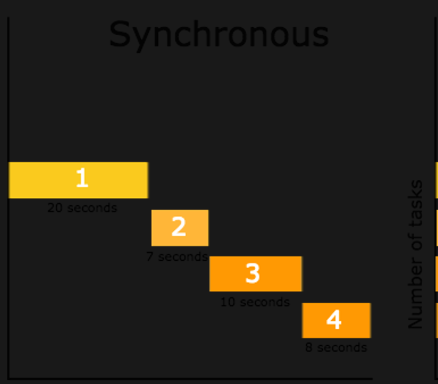 Synchronous
1
20 seconds
2
7 seconds
3
10 seconds
4
8 seconds
Number of tasks